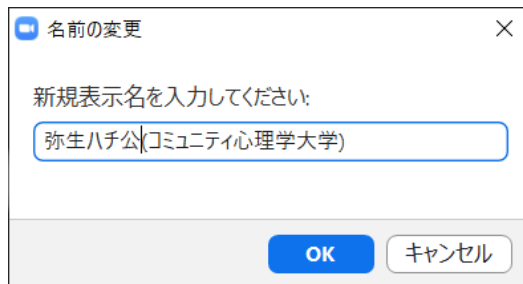 名前の変更
新規表示名を入力してください:
弥生ハチ公(コミュニティ心理学大学)
OK
キャンセル